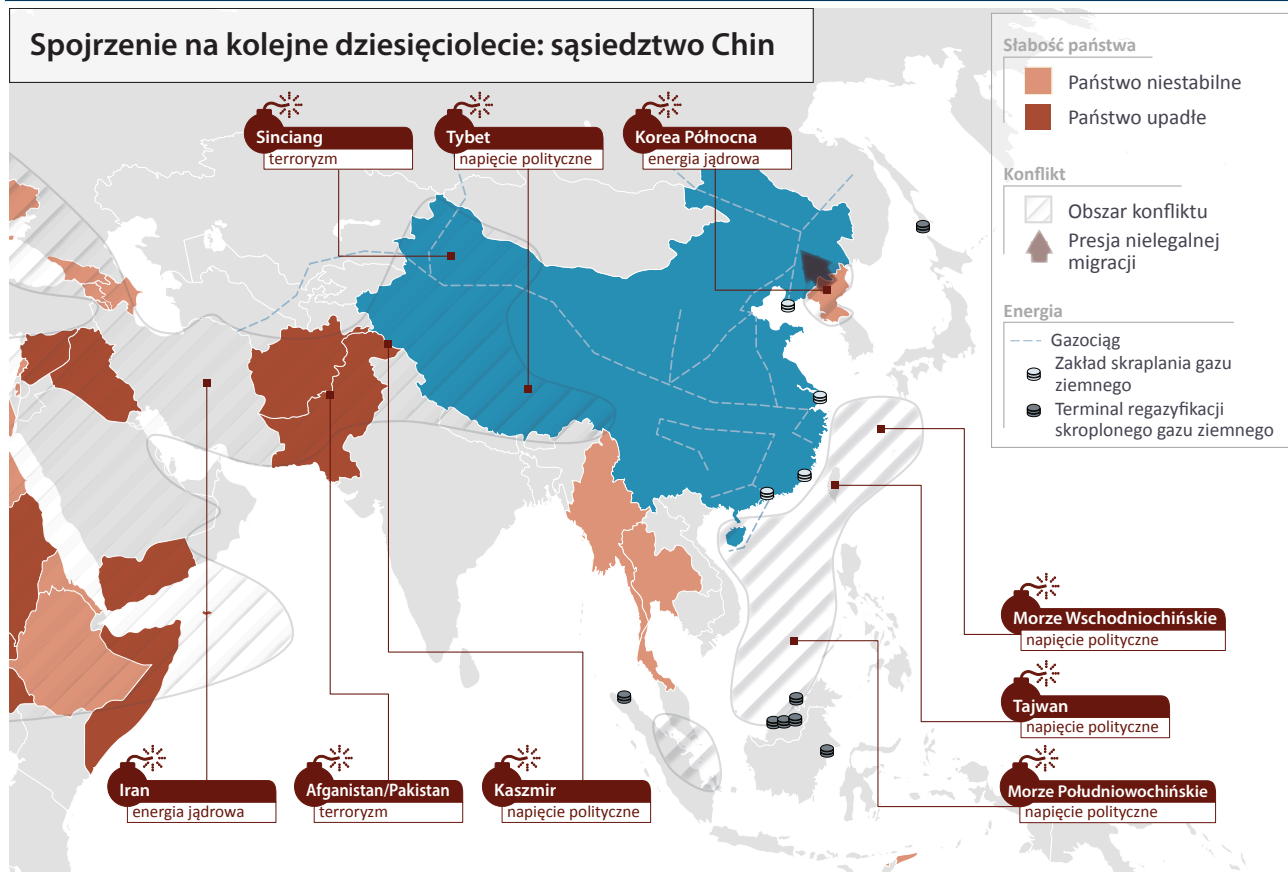 Spojrzenie na kolejne dziesięciolecie: sąsiedztwo Chin
Słabość państwa
Państwo niestabilne
Państwo upadłe
Konflikt
Obszar konfliktu
Presja nielegalnej
migracji
Energia
Gazociąg
Zakład skraplania gazu
ziemnego
Terminal regazyfikacji
skroplonego gazu ziemnego
Sinciang
terroryzm
Tybet
napięcie polityczne
Korea Północna
energia jądrowa
Morze Wschodniochińskie
napięcie polityczne
Tajwan
napięcie polityczne
Morze Południowochińskie
napięcie polityczne
Iran
energia jądrowa
Afganistan/Pakistan
terroryzm
Kaszmir
napięcie polityczne